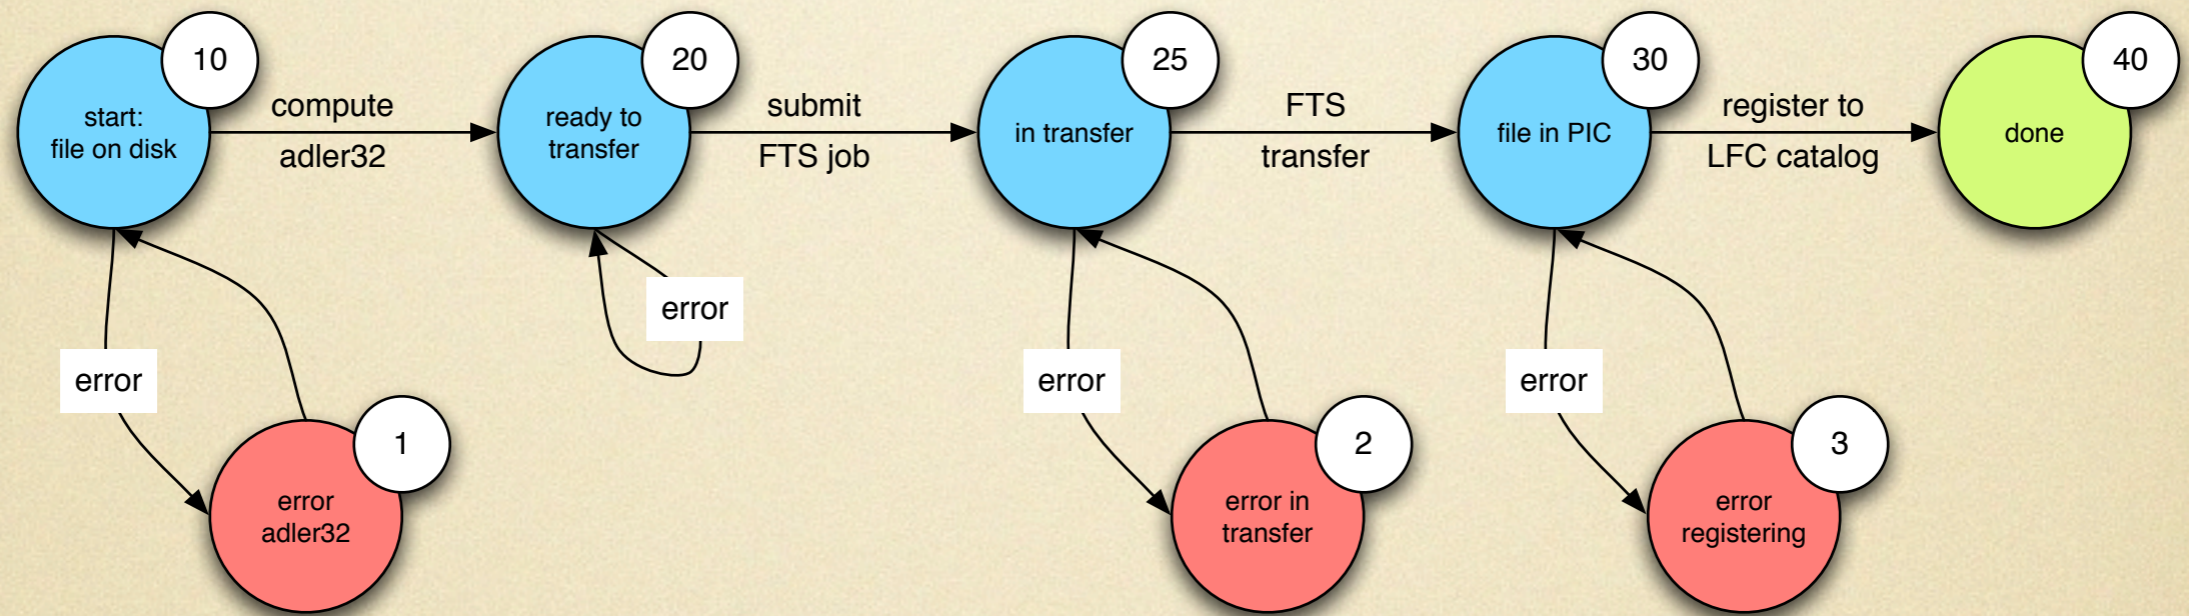 10
start:
file on disk
compute
adler32
20
ready to
transfer
submit
FTS job
25
in transfer
FTS
transfer
30
file in PIC
register to
LFC catalog
40
done
error
1
error
adler32
error
error
2
error in
transfer
error
3
error
registering